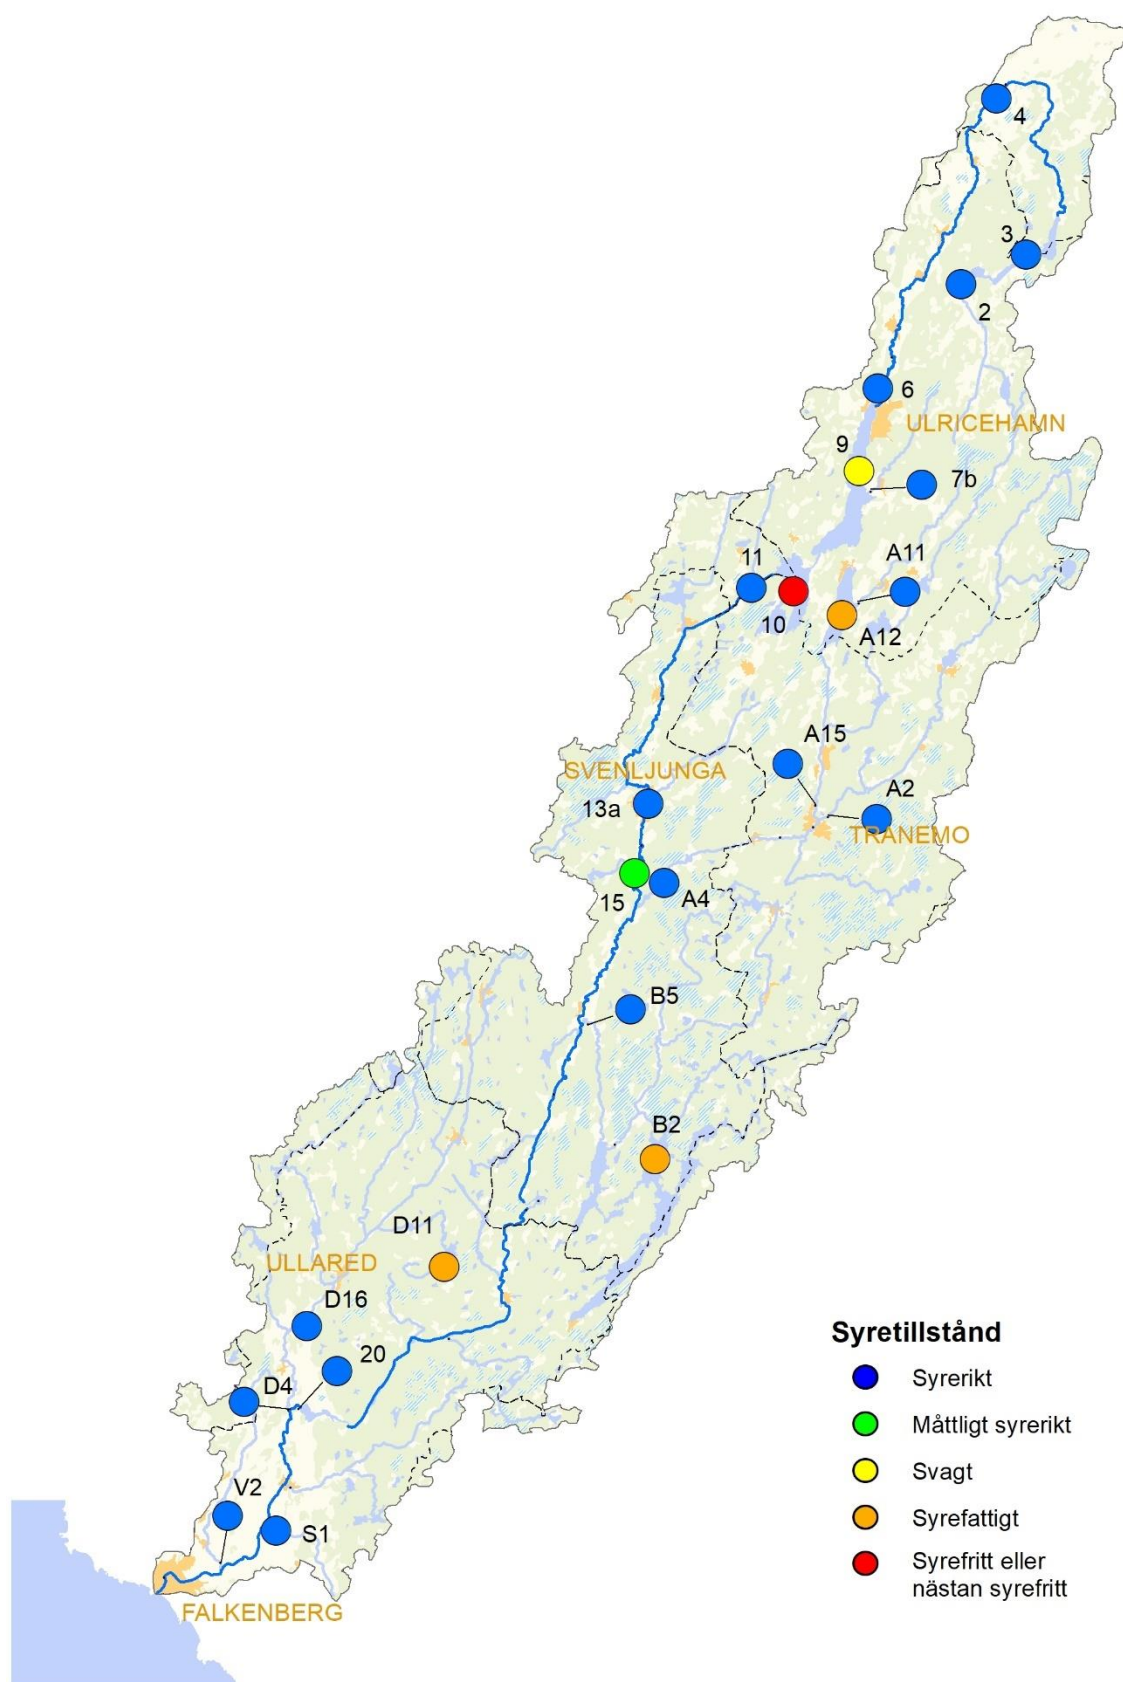 4
3
2
6
ULRICEHAMN
9
7b
11
A11
10
A12
A15
SVENLJUNGA
A2
13a
TRANEMO
15
A4
B5
B2
D11
ULLARED
D16
20
D4
V2
S1
FALKENBERG
Syretillstånd
Syrerikt
Måttligt syrerikt
Svagt
Syrefattigt
Syrefritt eller
nästan syrefritt